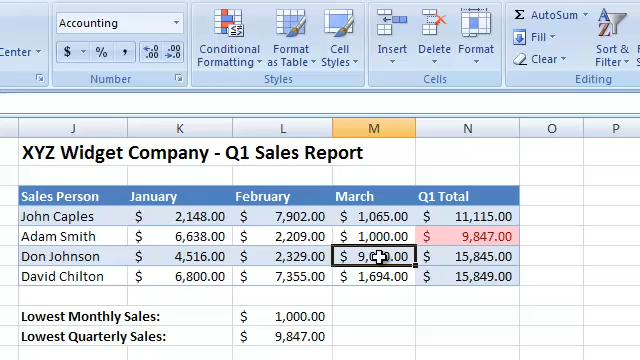 Accounting
AutoSum
Center
$ % ,
Conditional Formatting
Format as Table
Cell Styles
Insert
Delete
Format
Fill
Clear
Sort & Filter
Number
Styles
Cells
Editing
J K L M N O P
XYZ Widget Company - Q1 Sales Report
Sales Person January February March Q1 Total
John Caples $ 2,148.00 $ 7,902.00 $ 1,065.00 $ 11,115.00
Adam Smith $ 6,638.00 $ 2,209.00 $ 1,000.00 $ 9,847.00
Don Johnson $ 4,516.00 $ 2,329.00 $ $ 15,845.00
David Chilton $ 6,800.00 $ 7,355.00 $ 1,694.00 $ 15,849.00
Lowest Monthly Sales: $ 1,000.00
Lowest Quarterly Sales: $ 9,847.00